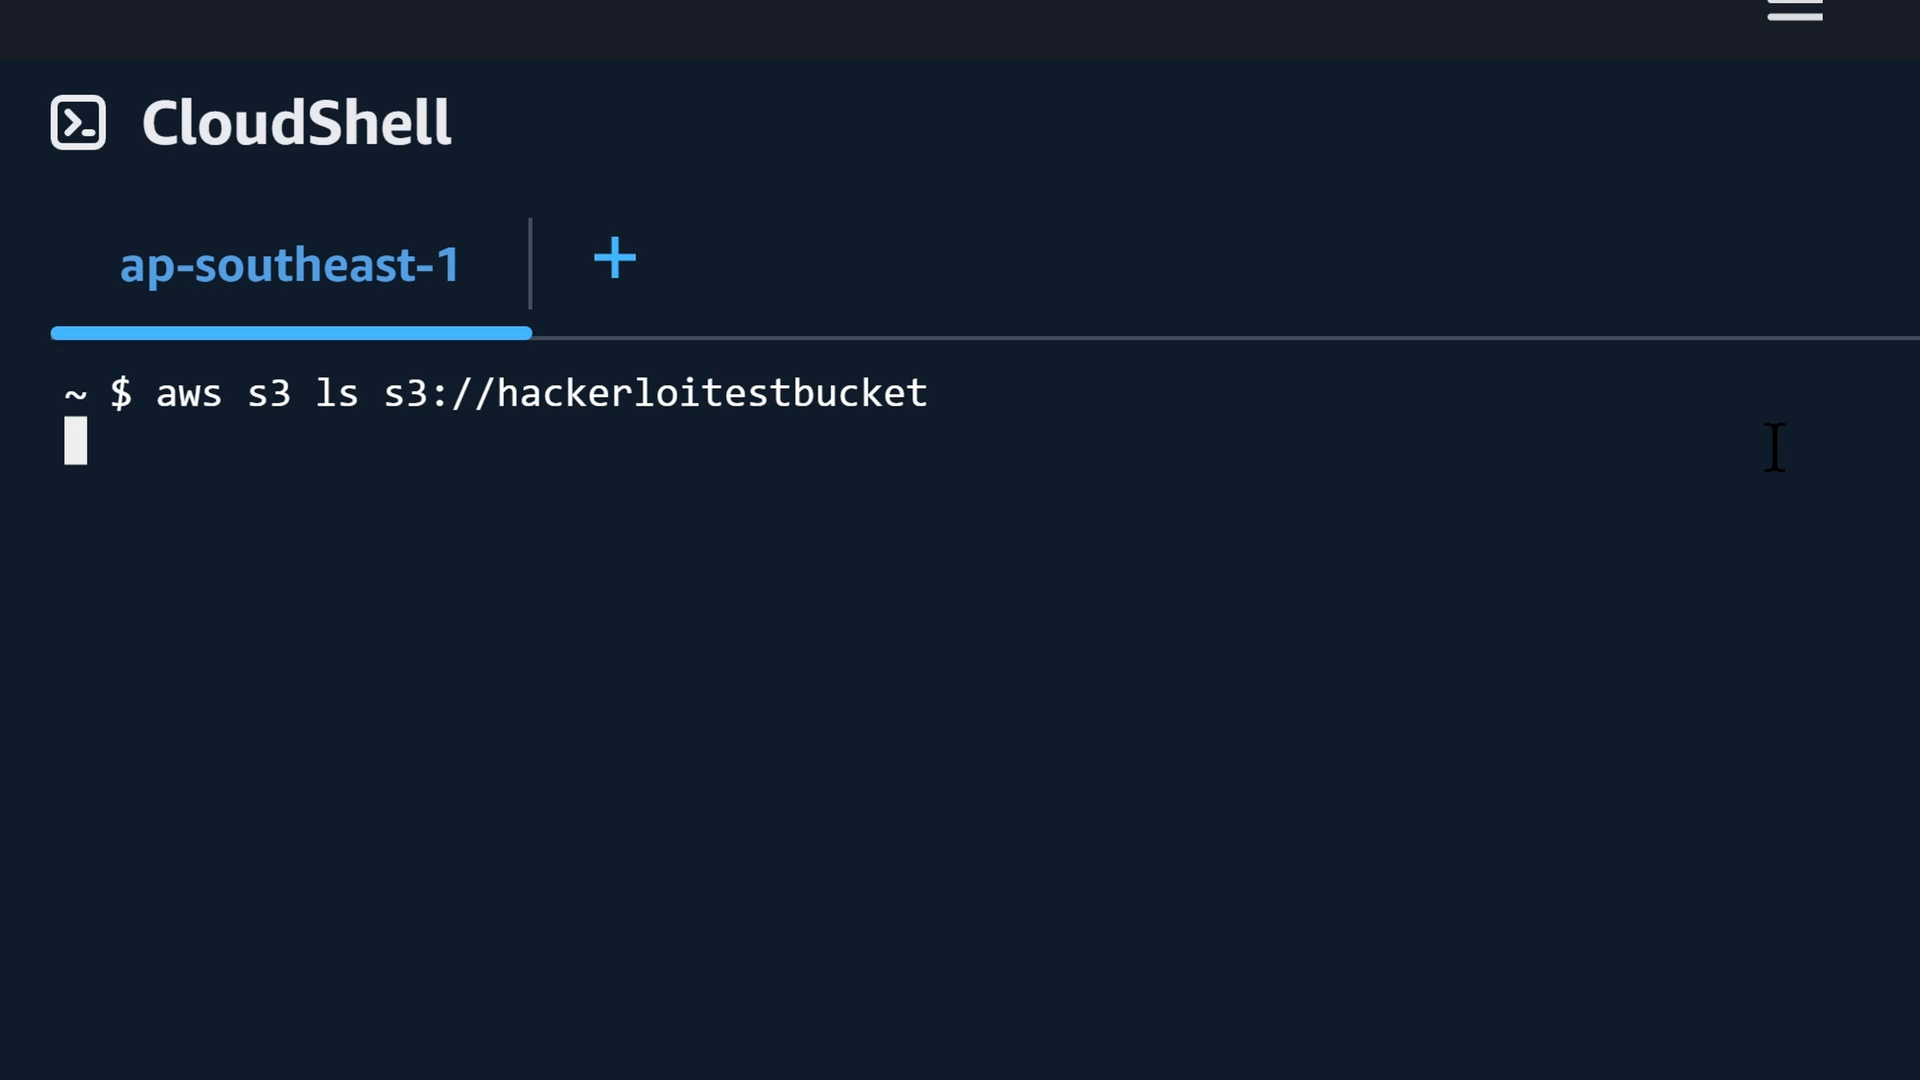 CloudShell
ap-southeast-1
~ $ aws s3 ls s3://hackerloitestbucket